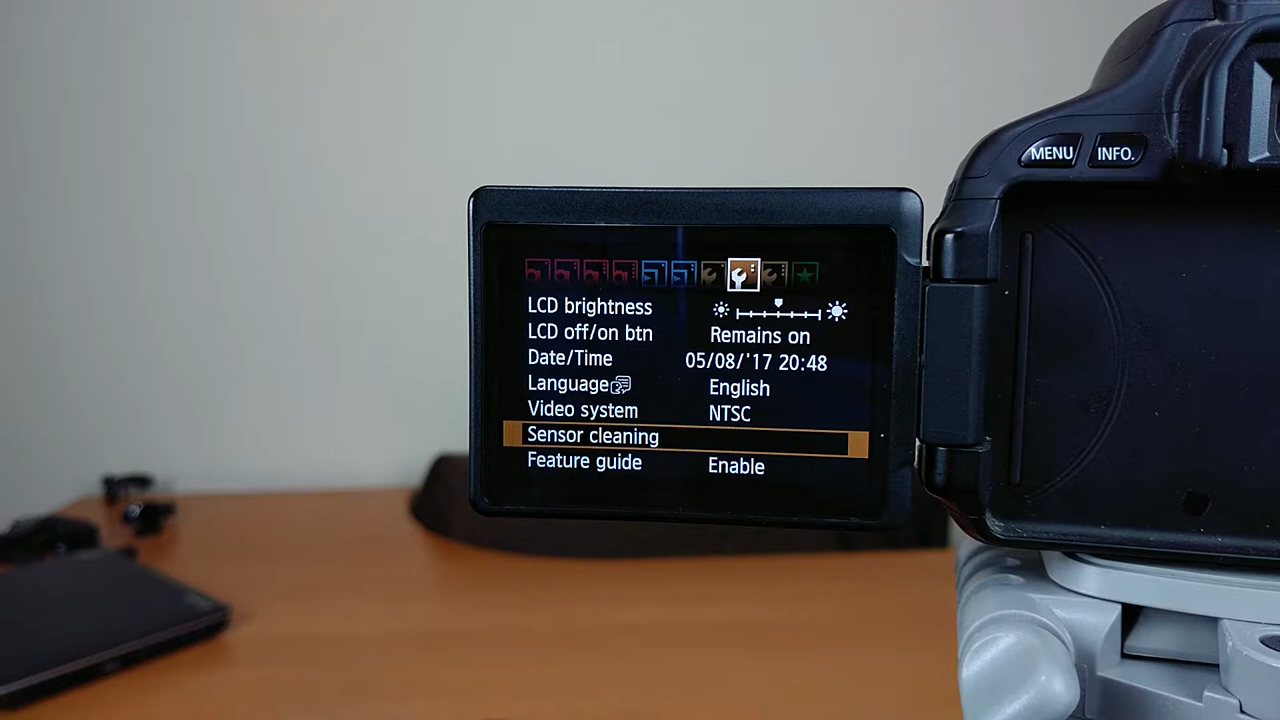 MENU INFO.
LCD brightness
LCD off/on btn Remains on
Date/Time 05/08/'17 20:48
Language English
Video system NTSC
Sensor cleaning
Feature guide Enable